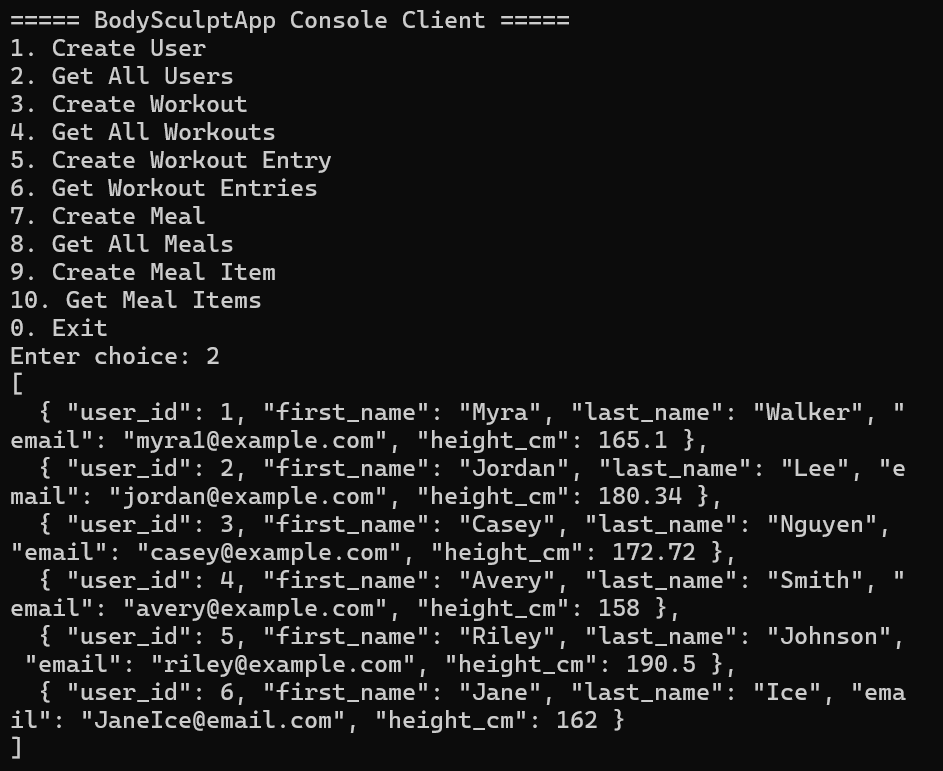 ===== BodySculptApp Console Client =====
1. Create User
2. Get All Users
3. Create Workout
4. Get All Workouts
5. Create Workout Entry
6. Get Workout Entries
7. Create Meal
8. Get All Meals
9. Create Meal Item
10. Get Meal Items
0. Exit
Enter choice: 2
[
  { "user_id": 1, "first_name": "Myra", "last_name": "Walker", "
email": "myra1@example.com", "height_cm": 165.1 },
  { "user_id": 2, "first_name": "Jordan", "last_name": "Lee", "e
mail": "jordan@example.com", "height_cm": 180.34 },
  { "user_id": 3, "first_name": "Casey", "last_name": "Nguyen",
"email": "casey@example.com", "height_cm": 172.72 },
  { "user_id": 4, "first_name": "Avery", "last_name": "Smith", "
email": "avery@example.com", "height_cm": 158 },
  { "user_id": 5, "first_name": "Riley", "last_name": "Johnson",
 "email": "riley@example.com", "height_cm": 190.5 },
  { "user_id": 6, "first_name": "Jane", "last_name": "Ice", "ema
il": "JaneIce@email.com", "height_cm": 162 }
]